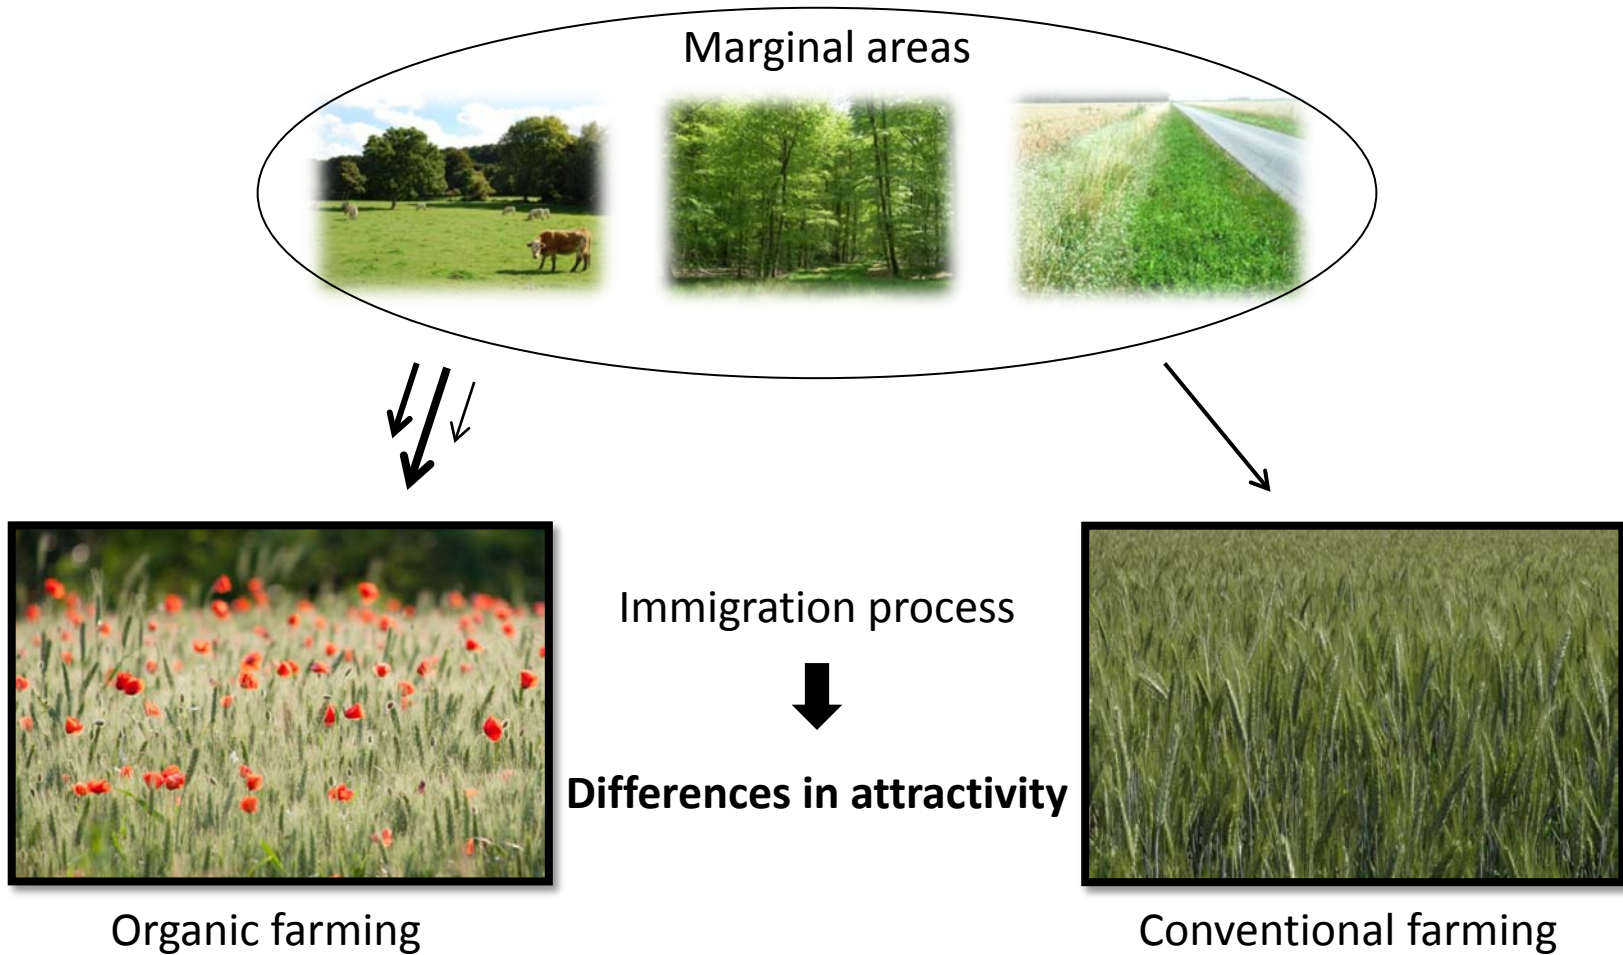 Marginal areas
Immigration process
Differences in attractivity
Organic farming
Conventional farming